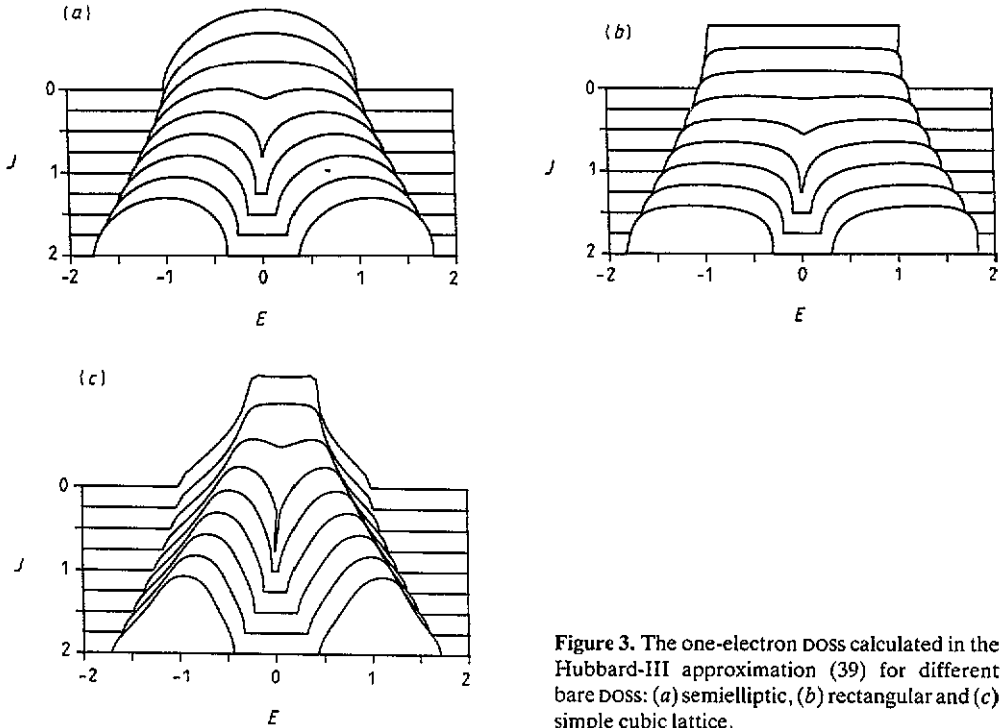 (a)
0
J
1
2
-2
-1
0
1
2
E
(b)
0
J
1
2
-2
-1
0
1
2
E
(c)
0
J
1
2
-2
-1
0
1
2
E
Figure 3. The one-electron DOSs calculated in the
Hubbard-III approximation (39) for different
bare DOSs: (a) semielliptic, (b) rectangular and (c)
simple cubic lattice.